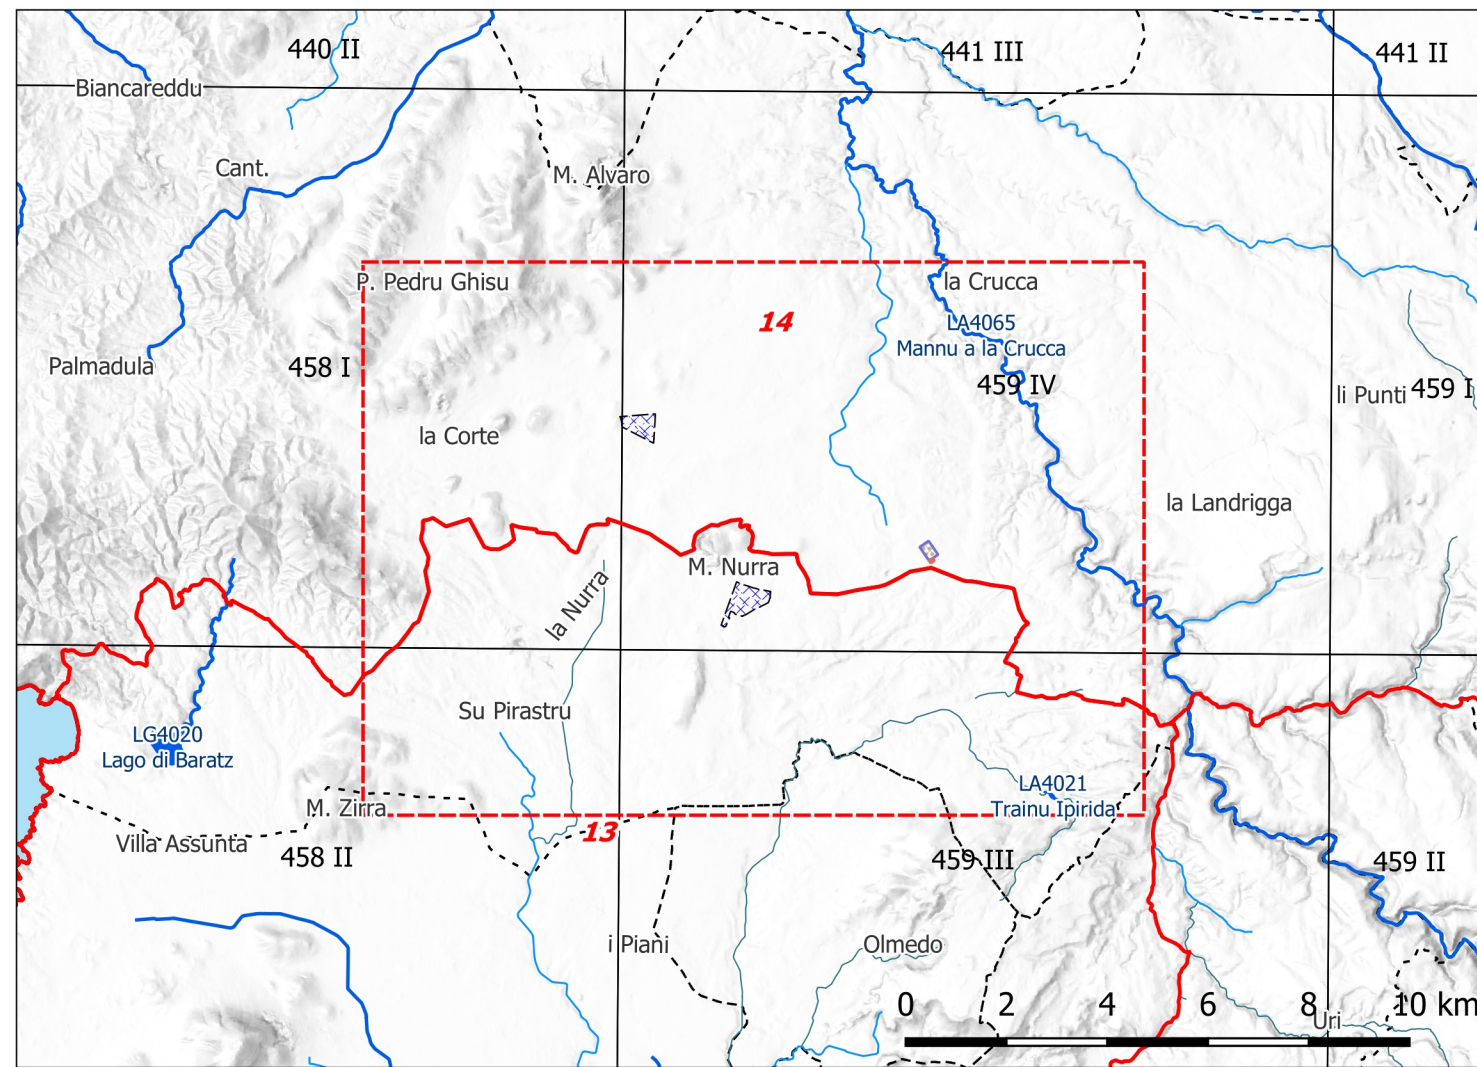 440 II
441 III
441 II
Biancareddu
Cant.
M. Alvaro
P. Pedru Ghisu
la Crucca
14
LA4065
Mannu a la Crucca
Palmadula
458 I
459 IV
li Punti
459 I
la Corte
la Landrigga
M. Nurra
la Nurra
Su Pirastru
LG4020
Lago di Baratz
LA4021
Trainu Ipirida
M. Zirra
13
Villa Assunta
458 II
459 III
459 II
i Piani
Olmedo
0 2 4 6 8 10 km
Uri